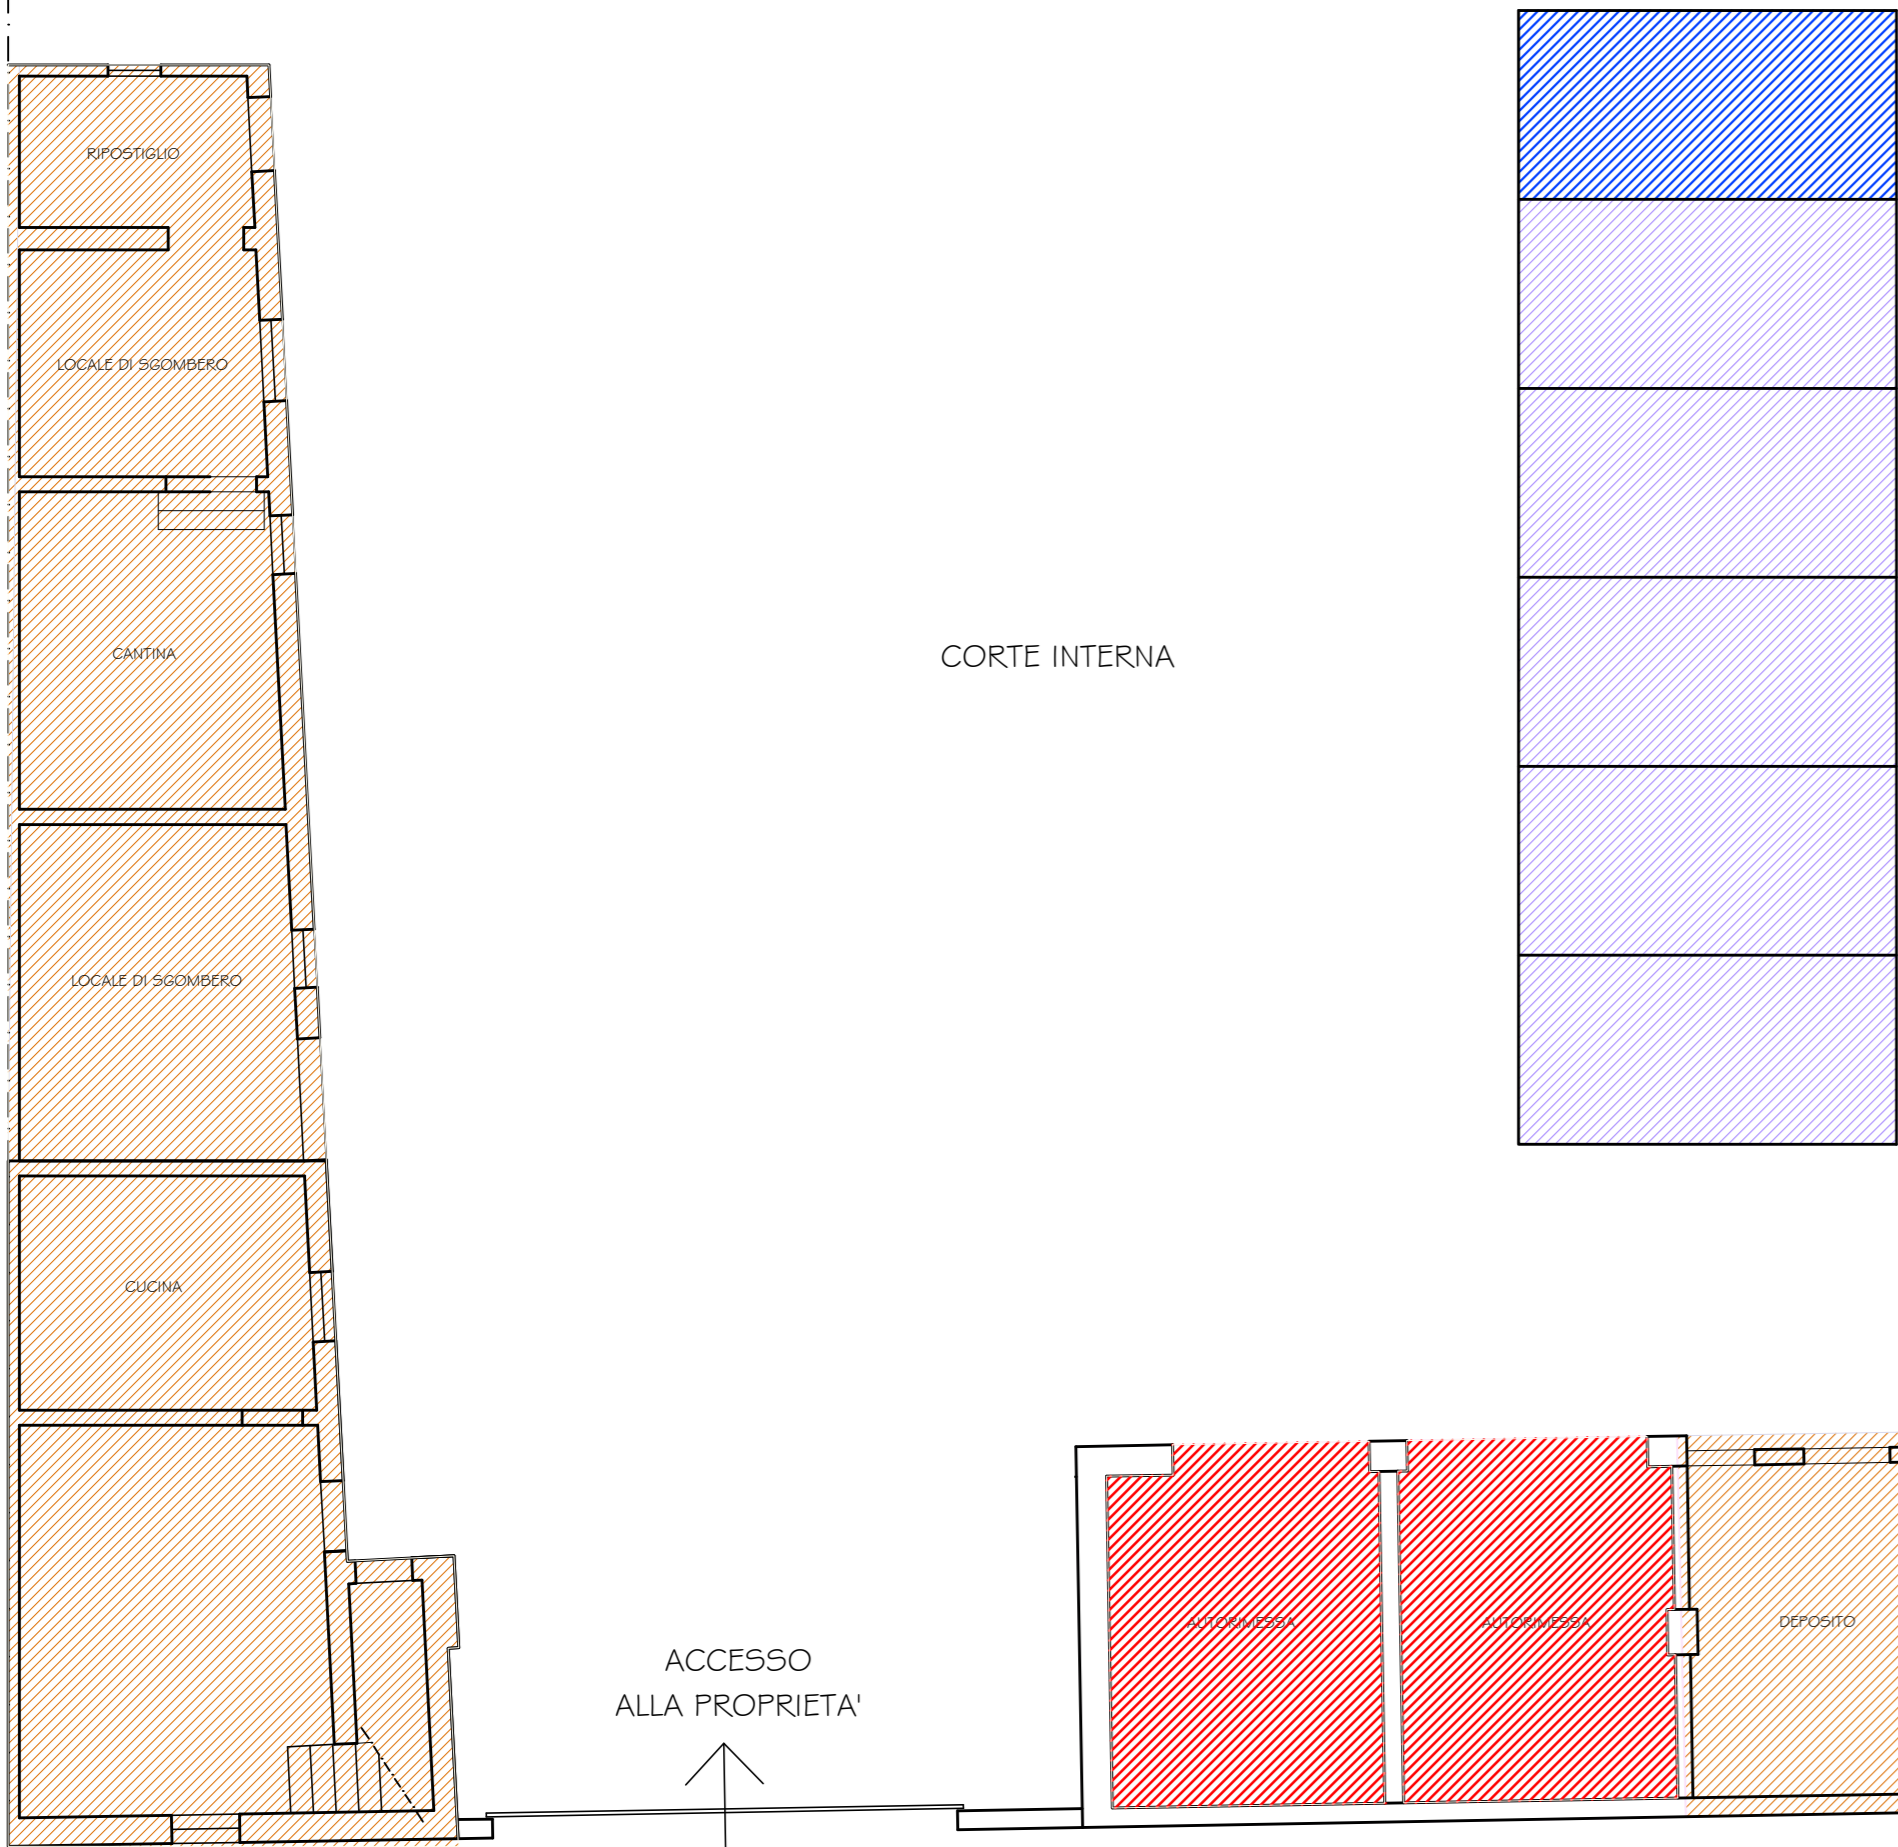 RIPOSTIGLIO
LOCALE DI SGOMBERO
CANTINA
CORTE INTERNA
LOCALE DI SGOMBERO
CUCINA
AUTORIMESSA
AUTORIMESSA
DEPOSITO
ACCESSO
ALLA PROPRIETA'